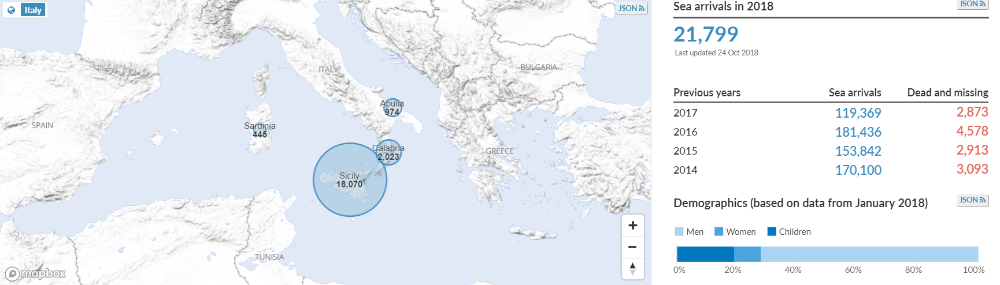 Italy
JSON
ITALY
BULGARIA
Apulia
974
SPAIN
Sardinia
445
Calabria
2,023
GREECE
Sicily
18,070
TUNISIA
mapbox
Sea arrivals in 2018
JSON
21,799
Last updated 24 Oct 2018
Previous years Sea arrivals Dead and missing
2017 119,369 2,873
2016 181,436 4,578
2015 153,842 2,913
2014 170,100 3,093
Demographics (based on data from January 2018)
JSON
Men Women Children
0% 20% 40% 60% 80% 100%